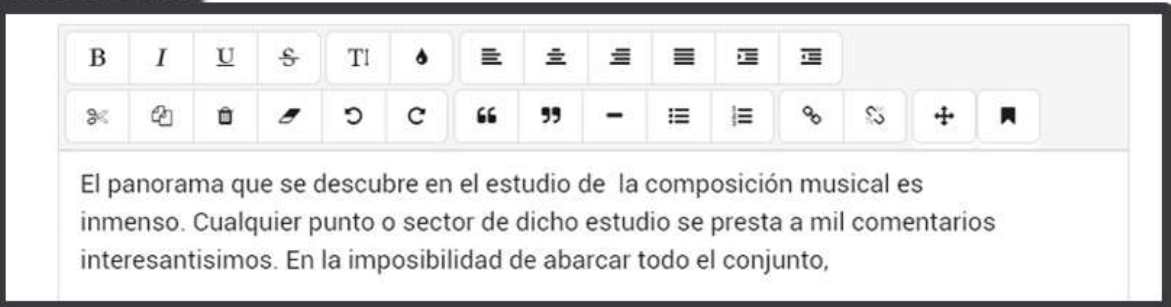 B I U S T
El panorama que se descubre en el estudio de  la composición musical es
inmenso. Cualquier punto o sector de dicho estudio se presta a mil comentarios
interesantisimos. En la imposibilidad de abarcar todo el conjunto,